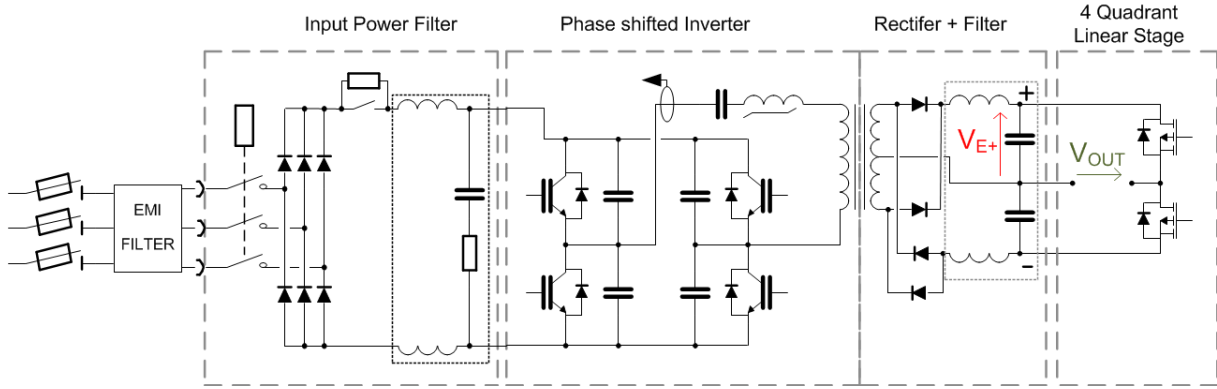 Input Power Filter
Phase shifted Inverter
Rectifer + Filter
4 Quadrant
Linear Stage
EMI
FILTER
+
VE+
VOUT
−